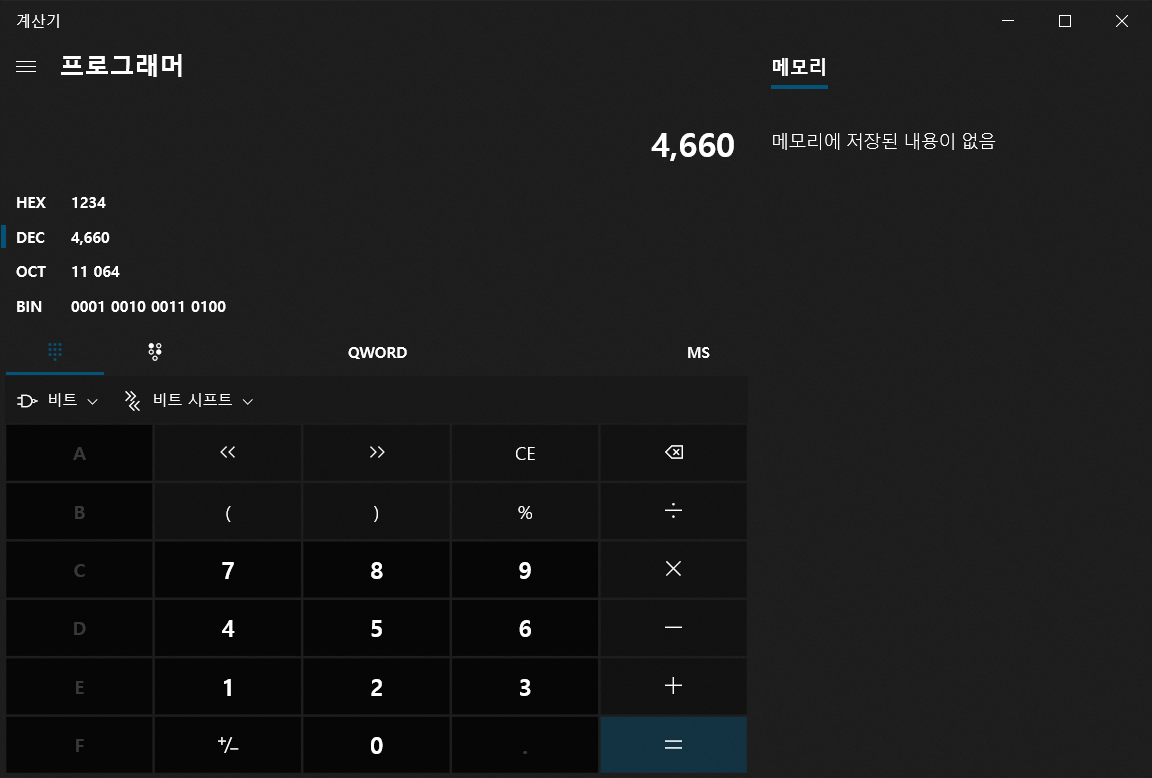 계산기
프로그래머
메모리
4,660
메모리에 저장된 내용이 없음
HEX 1234
DEC 4,660
OCT 11 064
BIN 0001 0010 0011 0100
QWORD MS
비트 비트 시프트
A << >> CE
B ( ) % ÷
C 7 8 9 ×
D 4 5 6 −
E 1 2 3 +
F +/− 0 . =